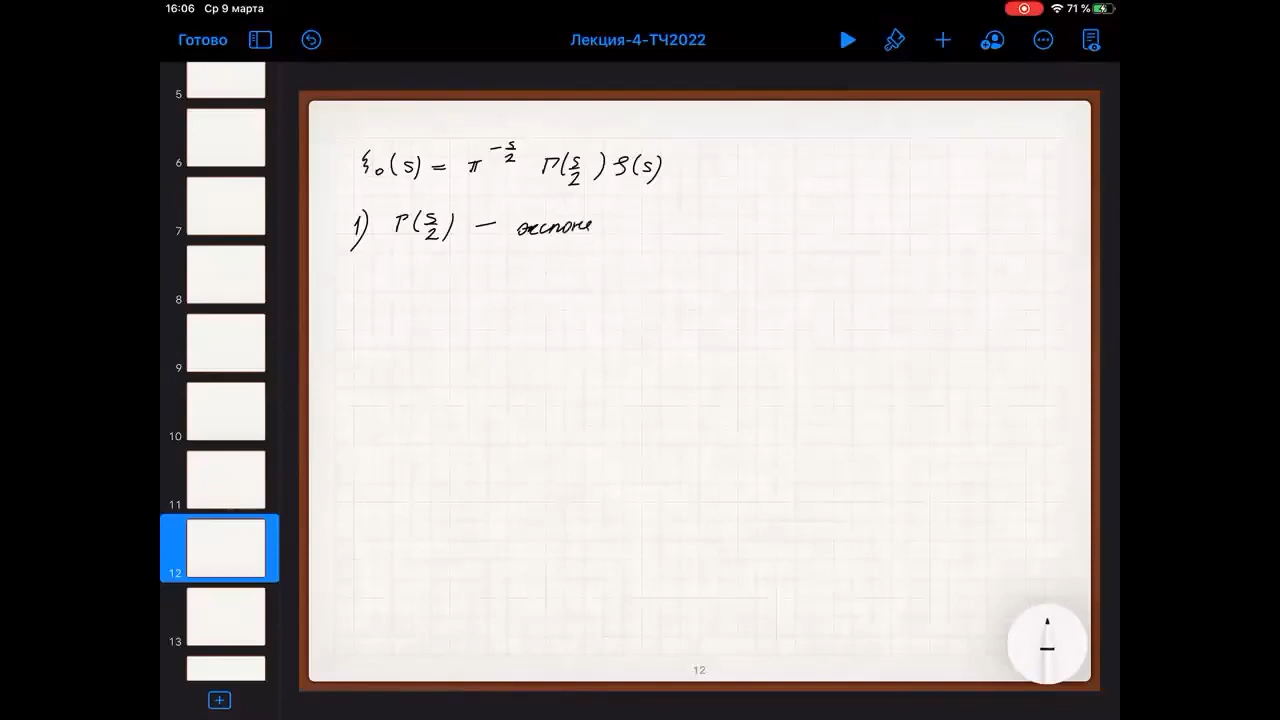 16:06 Ср 9 марта
71 %
Готово
Лекция-4-ТЧ2022
5
6
7
8
9
10
11
12
13
ξ₀(s) = π^{-s/2} Γ(s/2) ζ(s)
1) Γ(s/2) — экспоне
12